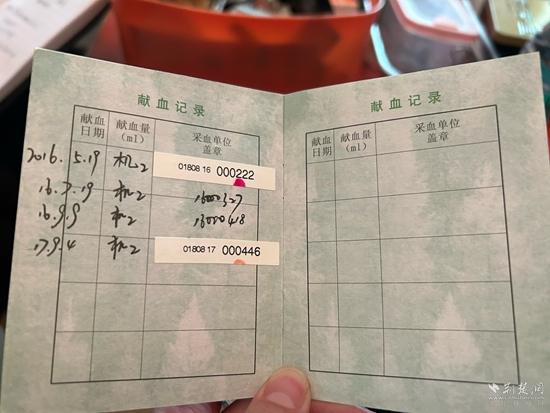 献血记录
献血日期 献血量(ml) 采血单位盖章
2016.5.19 机2 01808 16 000222
16.7.19 机2 16000327
16.9.9 机2
17.9.4 机2 01808 17 000446
献血记录
献血日期 献血量(ml) 采血单位盖章
荆楚网